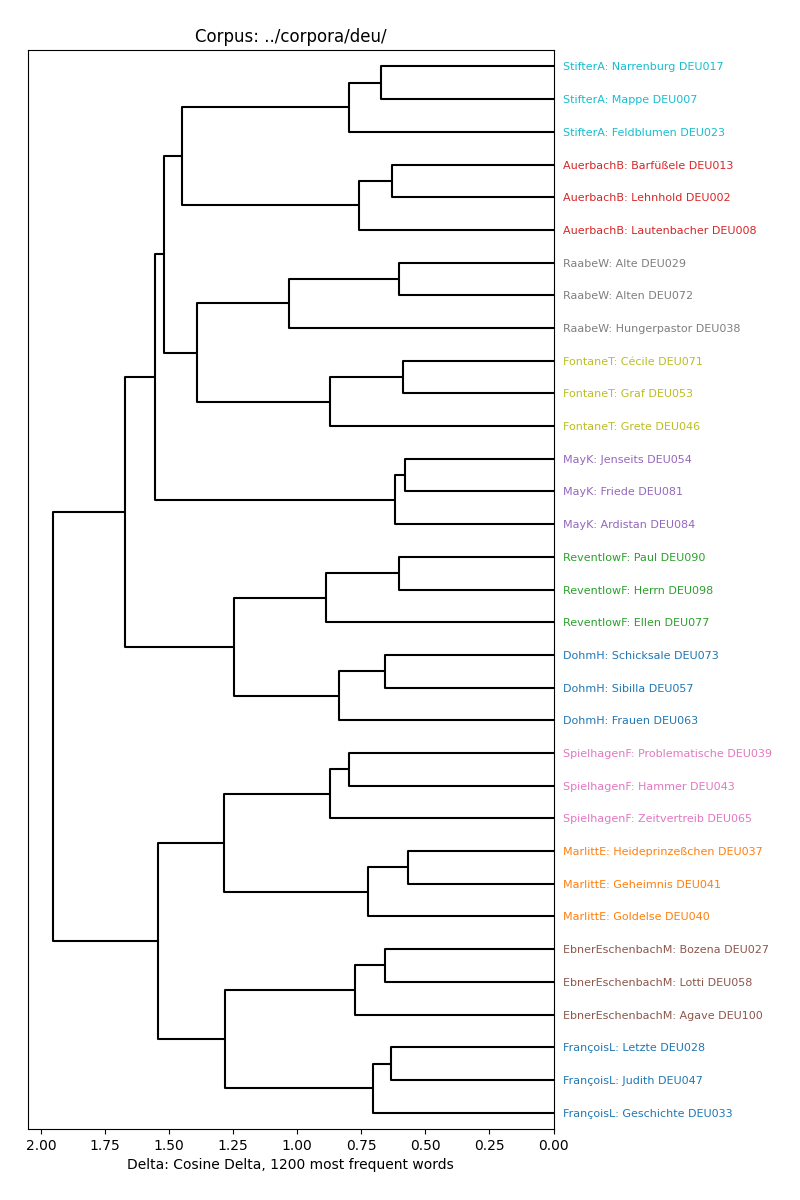 Corpus: ../corpora/deu/
StifterA: Narrenburg DEU017
StifterA: Mappe DEU007
StifterA: Feldblumen DEU023
AuerbachB: Barfüßele DEU013
AuerbachB: Lehnhold DEU002
AuerbachB: Lautenbacher DEU008
RaabeW: Alte DEU029
RaabeW: Alten DEU072
RaabeW: Hungerpastor DEU038
FontaneT: Cécile DEU071
FontaneT: Graf DEU053
FontaneT: Grete DEU046
MayK: Jenseits DEU054
MayK: Friede DEU081
MayK: Ardistan DEU084
ReventlowF: Paul DEU090
ReventlowF: Herrn DEU098
ReventlowF: Ellen DEU077
DohmH: Schicksale DEU073
DohmH: Sibilla DEU057
DohmH: Frauen DEU063
SpielhagenF: Problematische DEU039
SpielhagenF: Hammer DEU043
SpielhagenF: Zeitvertreib DEU065
MarlittE: Heideprinzeßchen DEU037
MarlittE: Geheimnis DEU041
MarlittE: Goldelse DEU040
EbnerEschenbachM: Bozena DEU027
EbnerEschenbachM: Lotti DEU058
EbnerEschenbachM: Agave DEU100
FrançoisL: Letzte DEU028
FrançoisL: Judith DEU047
FrançoisL: Geschichte DEU033
2.00 1.75 1.50 1.25 1.00 0.75 0.50 0.25 0.00
Delta: Cosine Delta, 1200 most frequent words